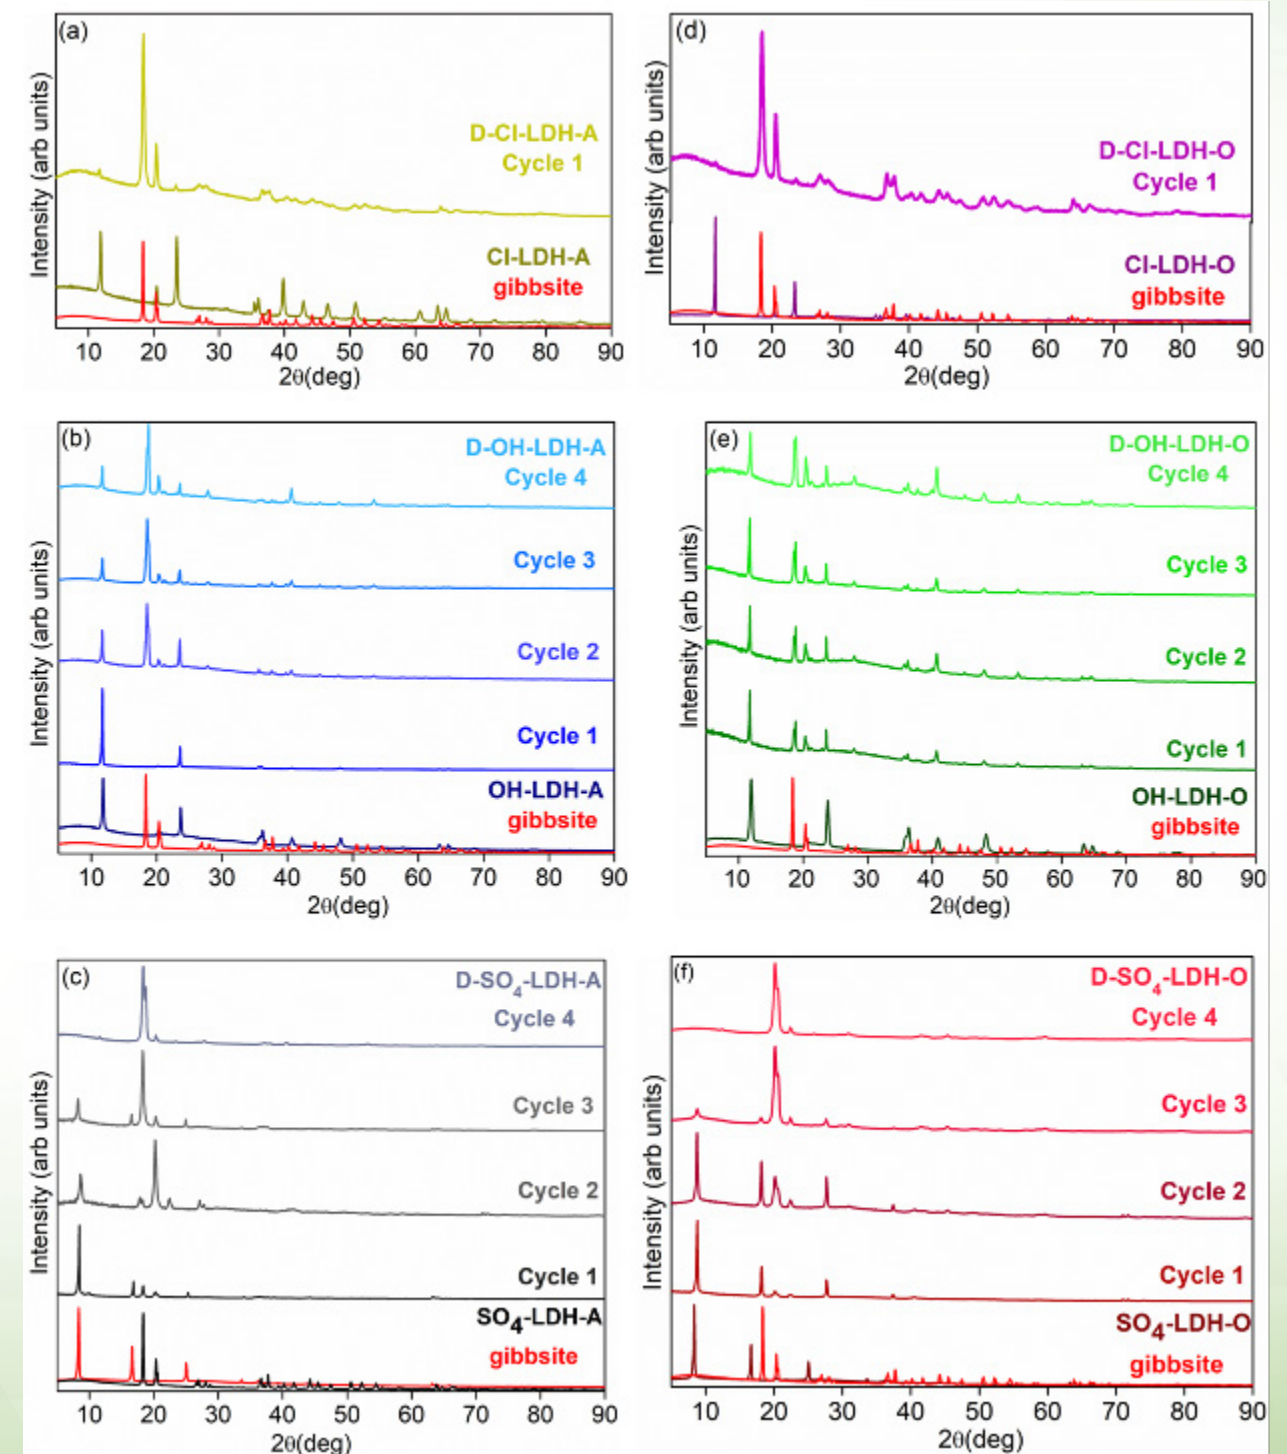 (a)
D-Cl-LDH-A
Cycle 1
Cl-LDH-A
gibbsite
Intensity (arb units)
10 20 30 40 50 60 70 80 90
2θ(deg)
(d)
D-Cl-LDH-O
Cycle 1
Cl-LDH-O
gibbsite
Intensity (arb units)
10 20 30 40 50 60 70 80 90
2θ(deg)
(b)
D-OH-LDH-A
Cycle 4
Cycle 3
Cycle 2
Cycle 1
OH-LDH-A
gibbsite
Intensity (arb units)
10 20 30 40 50 60 70 80 90
2θ(deg)
(e)
D-OH-LDH-O
Cycle 4
Cycle 3
Cycle 2
Cycle 1
OH-LDH-O
gibbsite
Intensity (arb units)
10 20 30 40 50 60 70 80 90
2θ(deg)
(c)
D-SO4-LDH-A
Cycle 4
Cycle 3
Cycle 2
Cycle 1
SO4-LDH-A
gibbsite
Intensity (arb units)
10 20 30 40 50 60 70 80 90
2θ(deg)
(f)
D-SO4-LDH-O
Cycle 4
Cycle 3
Cycle 2
Cycle 1
SO4-LDH-O
gibbsite
Intensity (arb units)
10 20 30 40 50 60 70 80 90
2θ(deg)